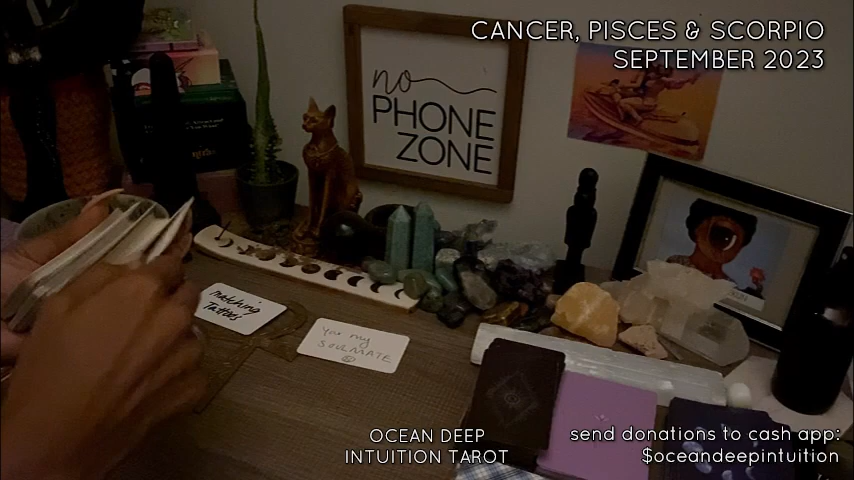 CANCER, PISCES & SCORPIO
SEPTEMBER 2023
no
PHONE
ZONE
matching
Tattoos
You my
SOULMATE
OCEAN DEEP
INTUITION TAROT
send donations to cash app:
$oceandeepintuition